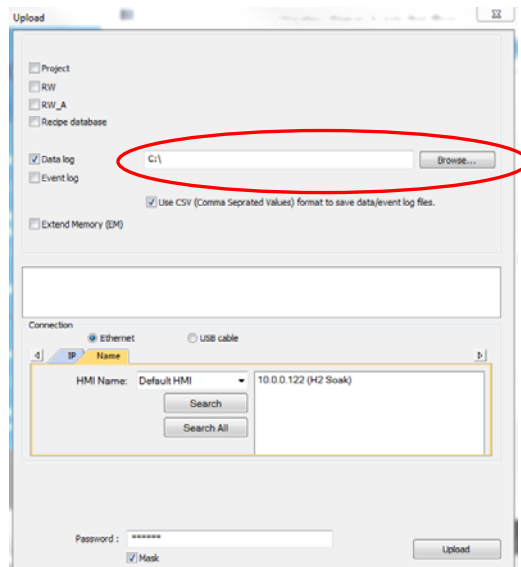 Upload
Project
RW
RW_A
Recipe database
Data log
C:\
Browse...
Event log
Use CSV (Comma Seprated Values) format to save data/event log files.
Extend Memory (EM)
Connection
Ethernet
USB cable
IP
Name
HMI Name:
Default HMI
10.0.0.122 (H2 Soak)
Search
Search All
Password :
******
Mask
Upload